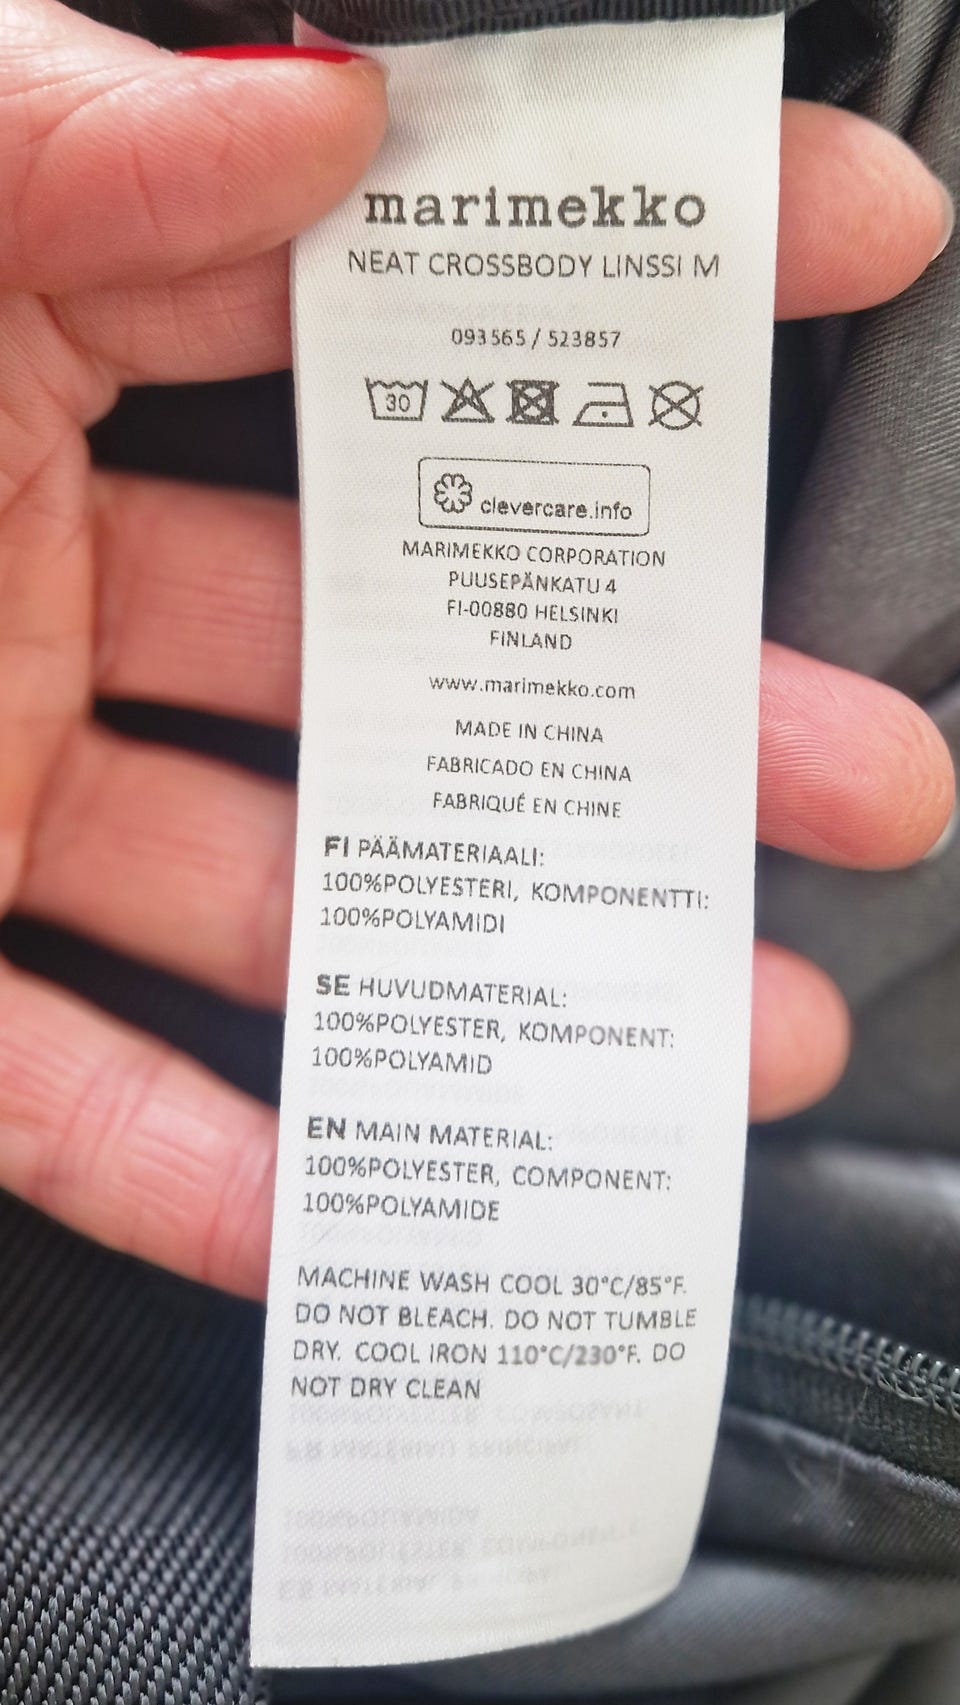 marimekko
NEAT CROSSBODY LINSSI M
093565 / 523857
30
clevercare.info
MARIMEKKO CORPORATION
PUUSEPÄNKATU 4
FI-00880 HELSINKI
FINLAND
www.marimekko.com
MADE IN CHINA
FABRICADO EN CHINA
FABRIQUÉ EN CHINE
FI PÄÄMATERIAALI:
100%POLYESTERI, KOMPONENTTI:
100%POLYAMIDI
SE HUVUDMATERIAL:
100%POLYESTER, KOMPONENT:
100%POLYAMID
EN MAIN MATERIAL:
100%POLYESTER, COMPONENT:
100%POLYAMIDE
MACHINE WASH COOL 30°C/85°F.
DO NOT BLEACH. DO NOT TUMBLE
DRY. COOL IRON 110°C/230°F. DO
NOT DRY CLEAN